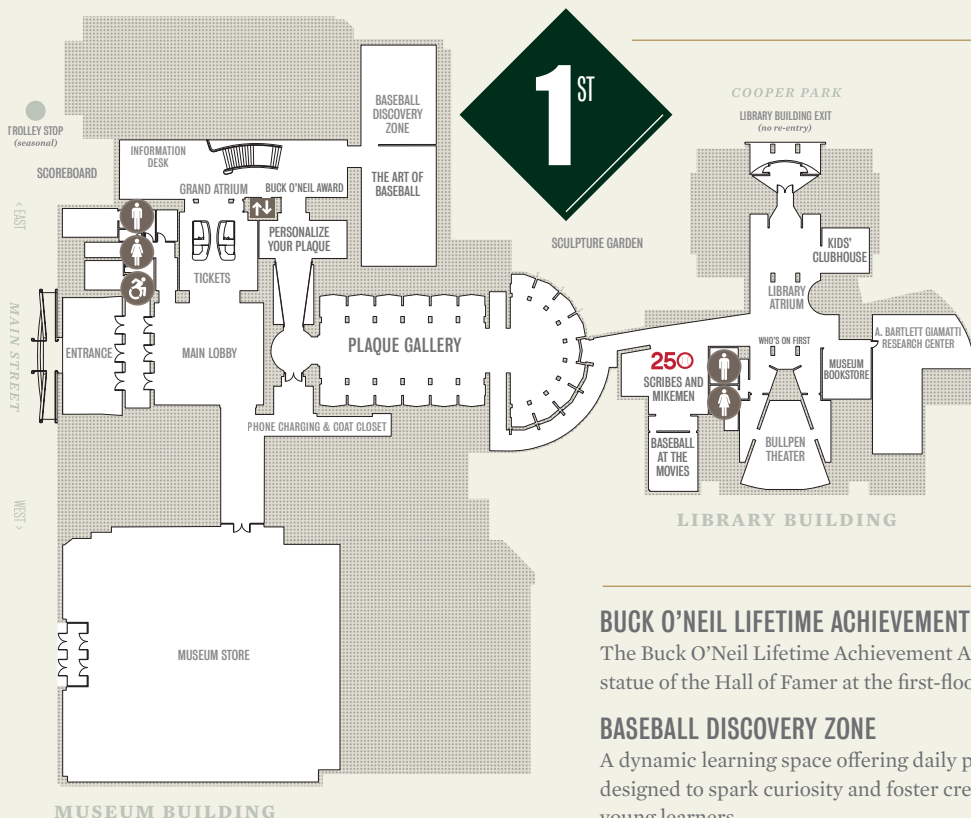 1ST
COOPER PARK
LIBRARY BUILDING EXIT
(no re-entry)
TROLLEY STOP
(seasonal)
SCOREBOARD
< EAST
MAIN STREET
WEST >
INFORMATION
DESK
GRAND ATRIUM
BUCK O'NEIL AWARD
BASEBALL
DISCOVERY
ZONE
THE ART OF
BASEBALL
PERSONALIZE
YOUR PLAQUE
TICKETS
ENTRANCE
MAIN LOBBY
PLAQUE GALLERY
PHONE CHARGING & COAT CLOSET
MUSEUM STORE
MUSEUM BUILDING
SCULPTURE GARDEN
KIDS'
CLUBHOUSE
LIBRARY
ATRIUM
WHO'S ON FIRST
A. BARTLETT GIAMATTI
RESEARCH CENTER
MUSEUM
BOOKSTORE
250
SCRIBES AND
MIKEMEN
BASEBALL
AT THE
MOVIES
BULLPEN
THEATER
LIBRARY BUILDING
BUCK O'NEIL LIFETIME ACHIEVEMENT
The Buck O'Neil Lifetime Achievement
statue of the Hall of Famer at the
BASEBALL DISCOVERY ZONE
A dynamic learning space offering daily
designed to spark curiosity and foster
young learners.